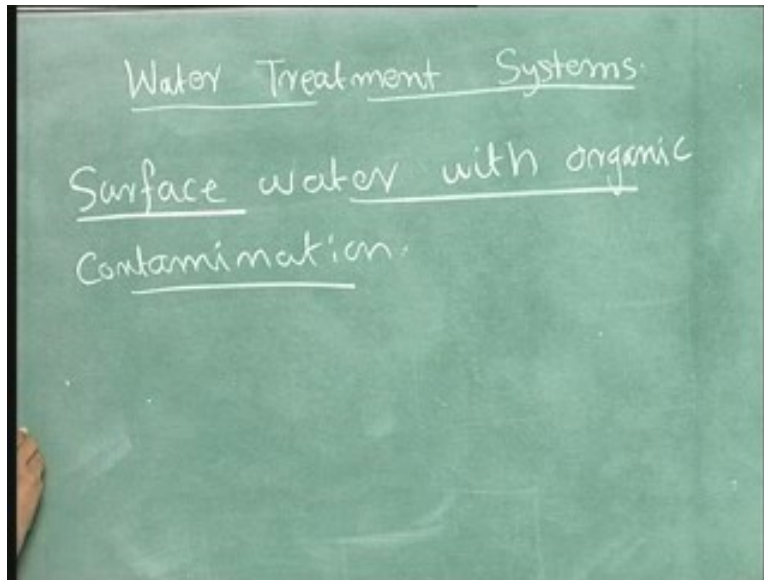 Water Treatment Systems.
Surface water with organic
Contamination.